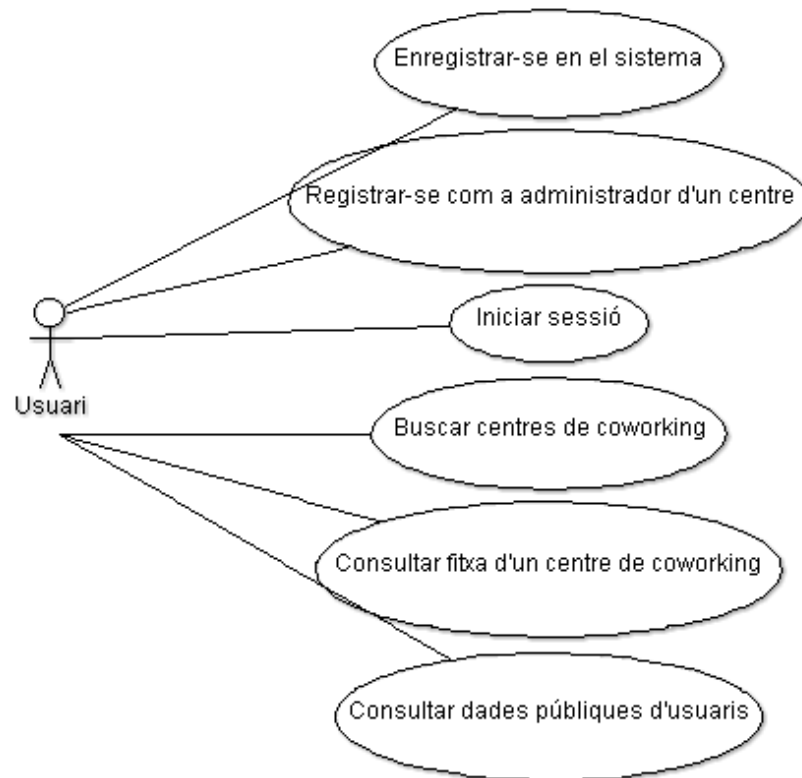 Enregistrar-se en el sistema
Registrar-se com a administrador d'un centre
Iniciar sessió
Usuari
Buscar centres de coworking
Consultar fitxa d'un centre de coworking
Consultar dades públiques d'usuaris